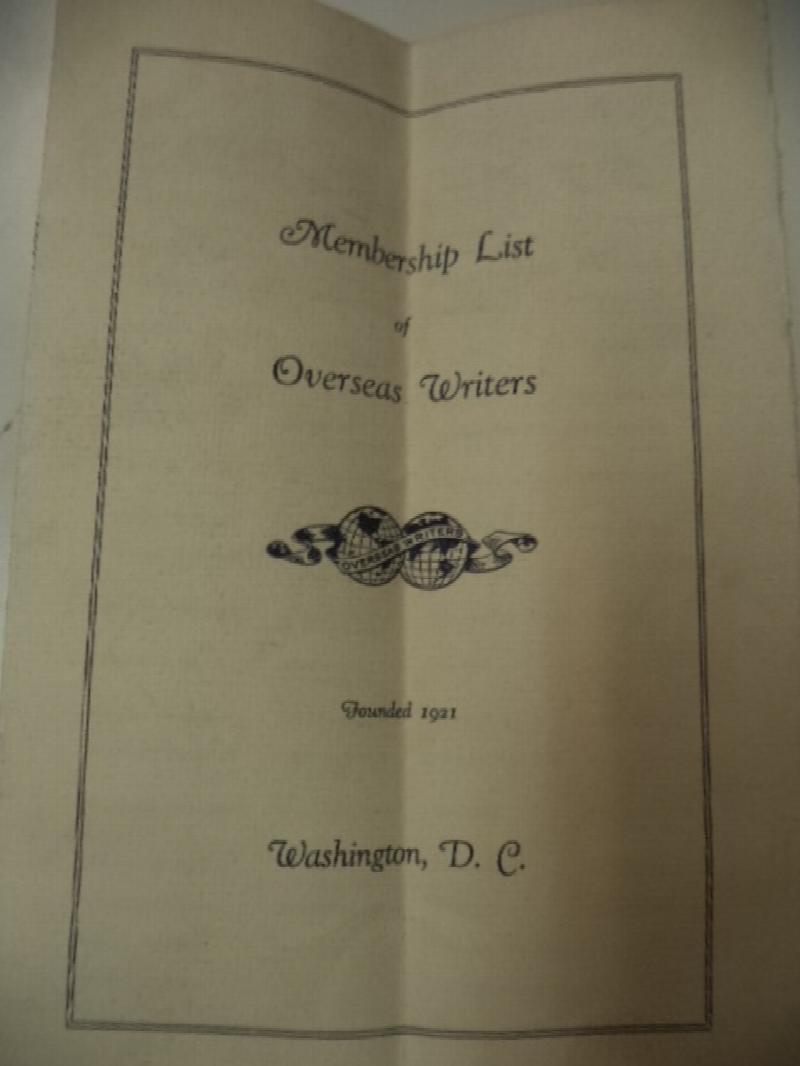 Membership List
of
Overseas Writers
OVERSEAS WRITERS
Founded 1921
Washington, D. C.